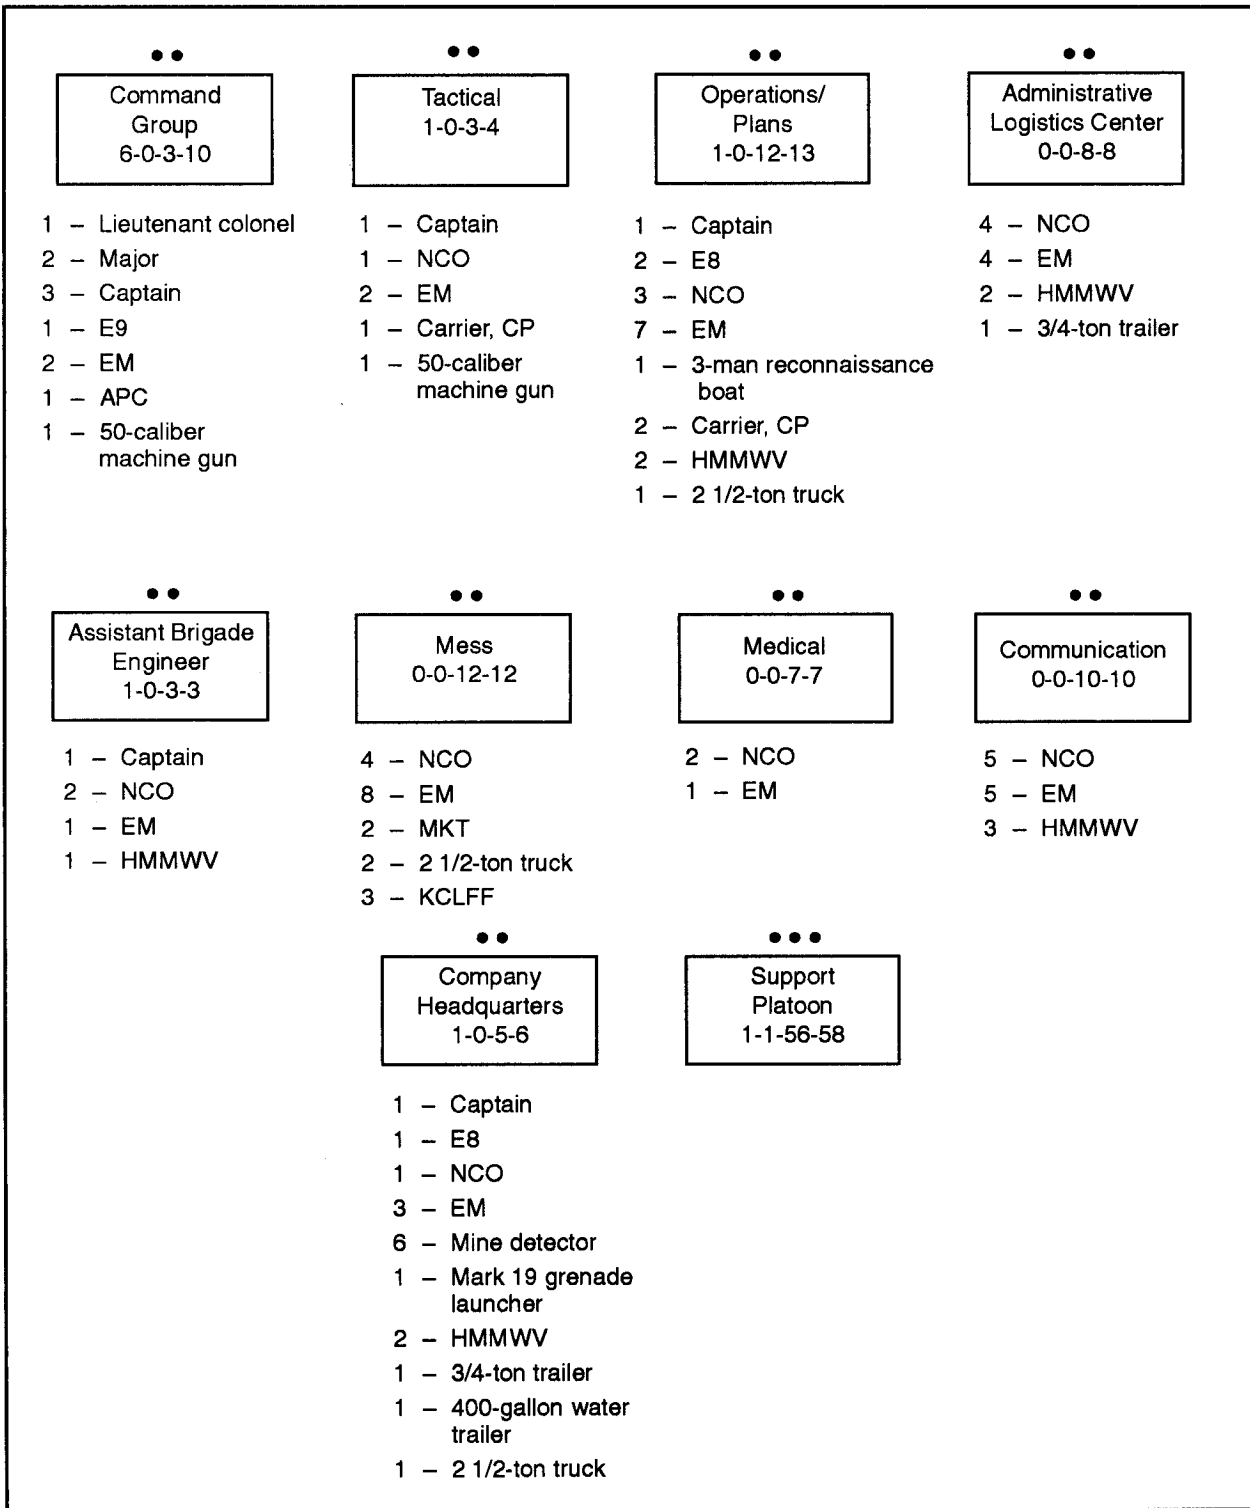 Command
Group
6-0-3-10
1 – Lieutenant colonel
2 – Major
3 – Captain
1 – E9
2 – EM
1 – APC
1 – 50-caliber
machine gun
Tactical
1-0-3-4
1 – Captain
1 – NCO
2 – EM
1 – Carrier, CP
1 – 50-caliber
machine gun
Operations/
Plans
1-0-12-13
1 – Captain
2 – E8
3 – NCO
7 – EM
1 – 3-man reconnaissance
boat
2 – Carrier, CP
2 – HMMWV
1 – 2 1/2-ton truck
Administrative
Logistics Center
0-0-8-8
4 – NCO
4 – EM
2 – HMMWV
1 – 3/4-ton trailer
Assistant Brigade
Engineer
1-0-3-3
1 – Captain
2 – NCO
1 – EM
1 – HMMWV
Mess
0-0-12-12
4 – NCO
8 – EM
2 – MKT
2 – 2 1/2-ton truck
3 – KCLFF
Medical
0-0-7-7
2 – NCO
1 – EM
Communication
0-0-10-10
5 – NCO
5 – EM
3 – HMMWV
Company
Headquarters
1-0-5-6
1 – Captain
1 – E8
1 – NCO
3 – EM
6 – Mine detector
1 – Mark 19 grenade
launcher
2 – HMMWV
1 – 3/4-ton trailer
1 – 400-gallon water
trailer
1 – 2 1/2-ton truck
Support
Platoon
1-1-56-58